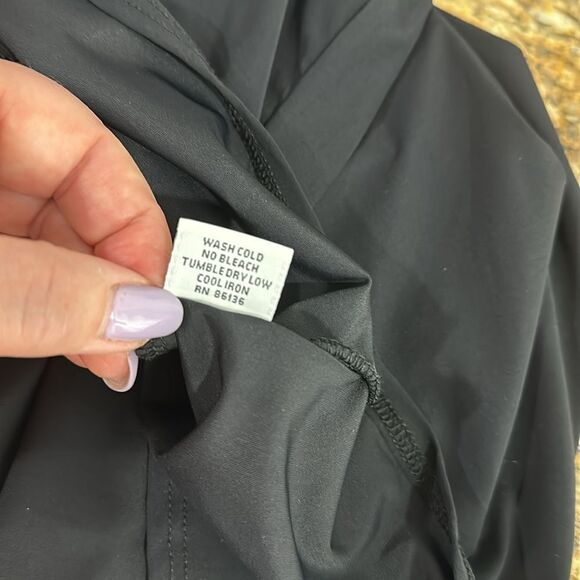 WASH COLD
NO BLEACH
TUMBLE DRY LOW
COOL IRON
RN 86136